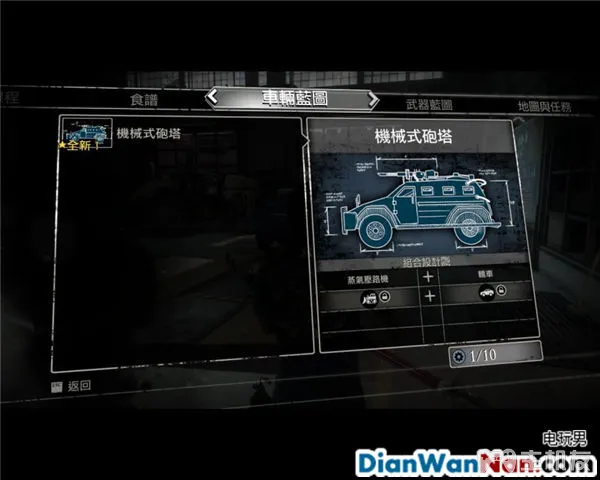 食譜
車輛藍圖
武器藍圖
地圖與任務
機械式砲塔
★全新！
機械式砲塔
組合設計圖
蒸氣壓路機
+
轎車
+
1/10
返回
电玩男
DianWanNan.com